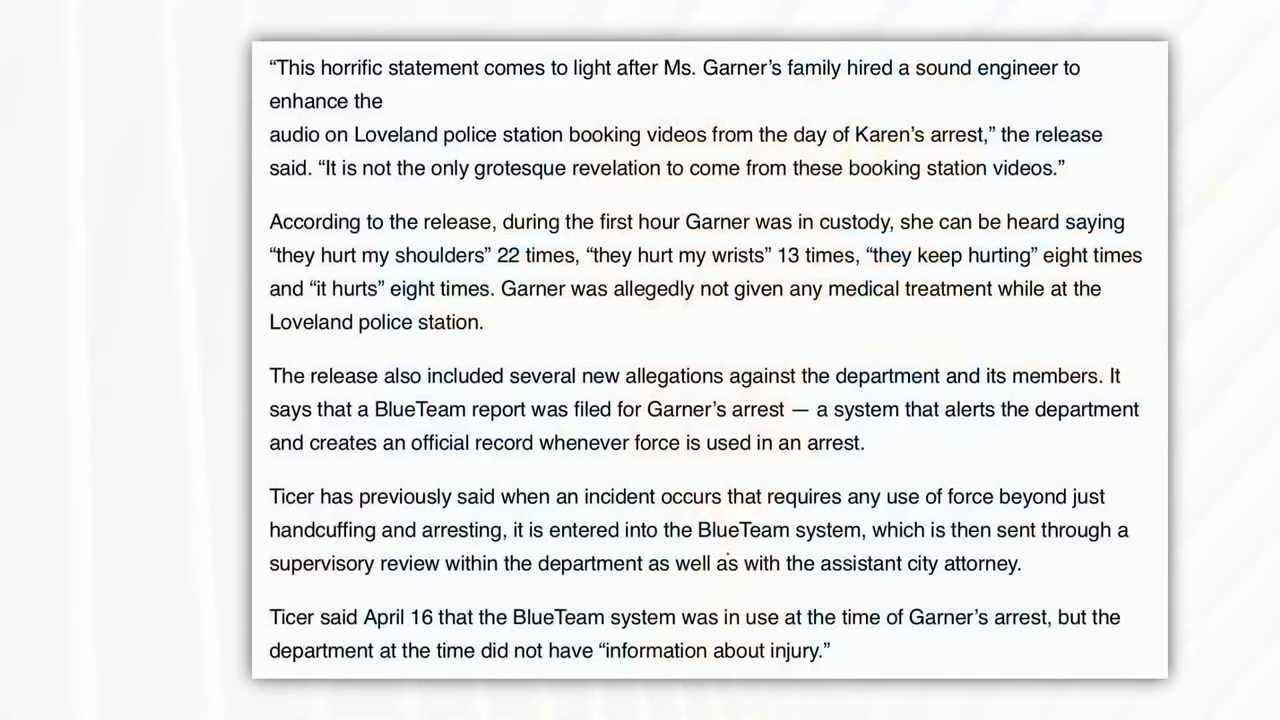 “This horrific statement comes to light after Ms. Garner’s family hired a sound engineer to
enhance the
audio on Loveland police station booking videos from the day of Karen’s arrest,” the release
said. “It is not the only grotesque revelation to come from these booking station videos.”
According to the release, during the first hour Garner was in custody, she can be heard saying
“they hurt my shoulders” 22 times, “they hurt my wrists” 13 times, “they keep hurting” eight times
and “it hurts” eight times. Garner was allegedly not given any medical treatment while at the
Loveland police station.
The release also included several new allegations against the department and its members. It
says that a BlueTeam report was filed for Garner’s arrest — a system that alerts the department
and creates an official record whenever force is used in an arrest.
Ticer has previously said when an incident occurs that requires any use of force beyond just
handcuffing and arresting, it is entered into the BlueTeam system, which is then sent through a
supervisory review within the department as well as with the assistant city attorney.
Ticer said April 16 that the BlueTeam system was in use at the time of Garner’s arrest, but the
department at the time did not have “information about injury.”